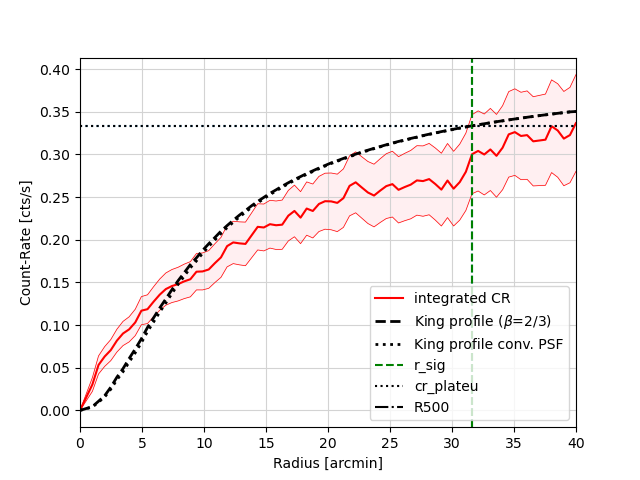 0.40
0.35
0.30
0.25
0.20
0.15
0.10
0.05
0.00
Count-Rate [cts/s]
integrated CR
King profile (β=2/3)
King profile conv. PSF
r_sig
cr_plateu
R500
0 5 10 15 20 25 30 35 40
Radius [arcmin]